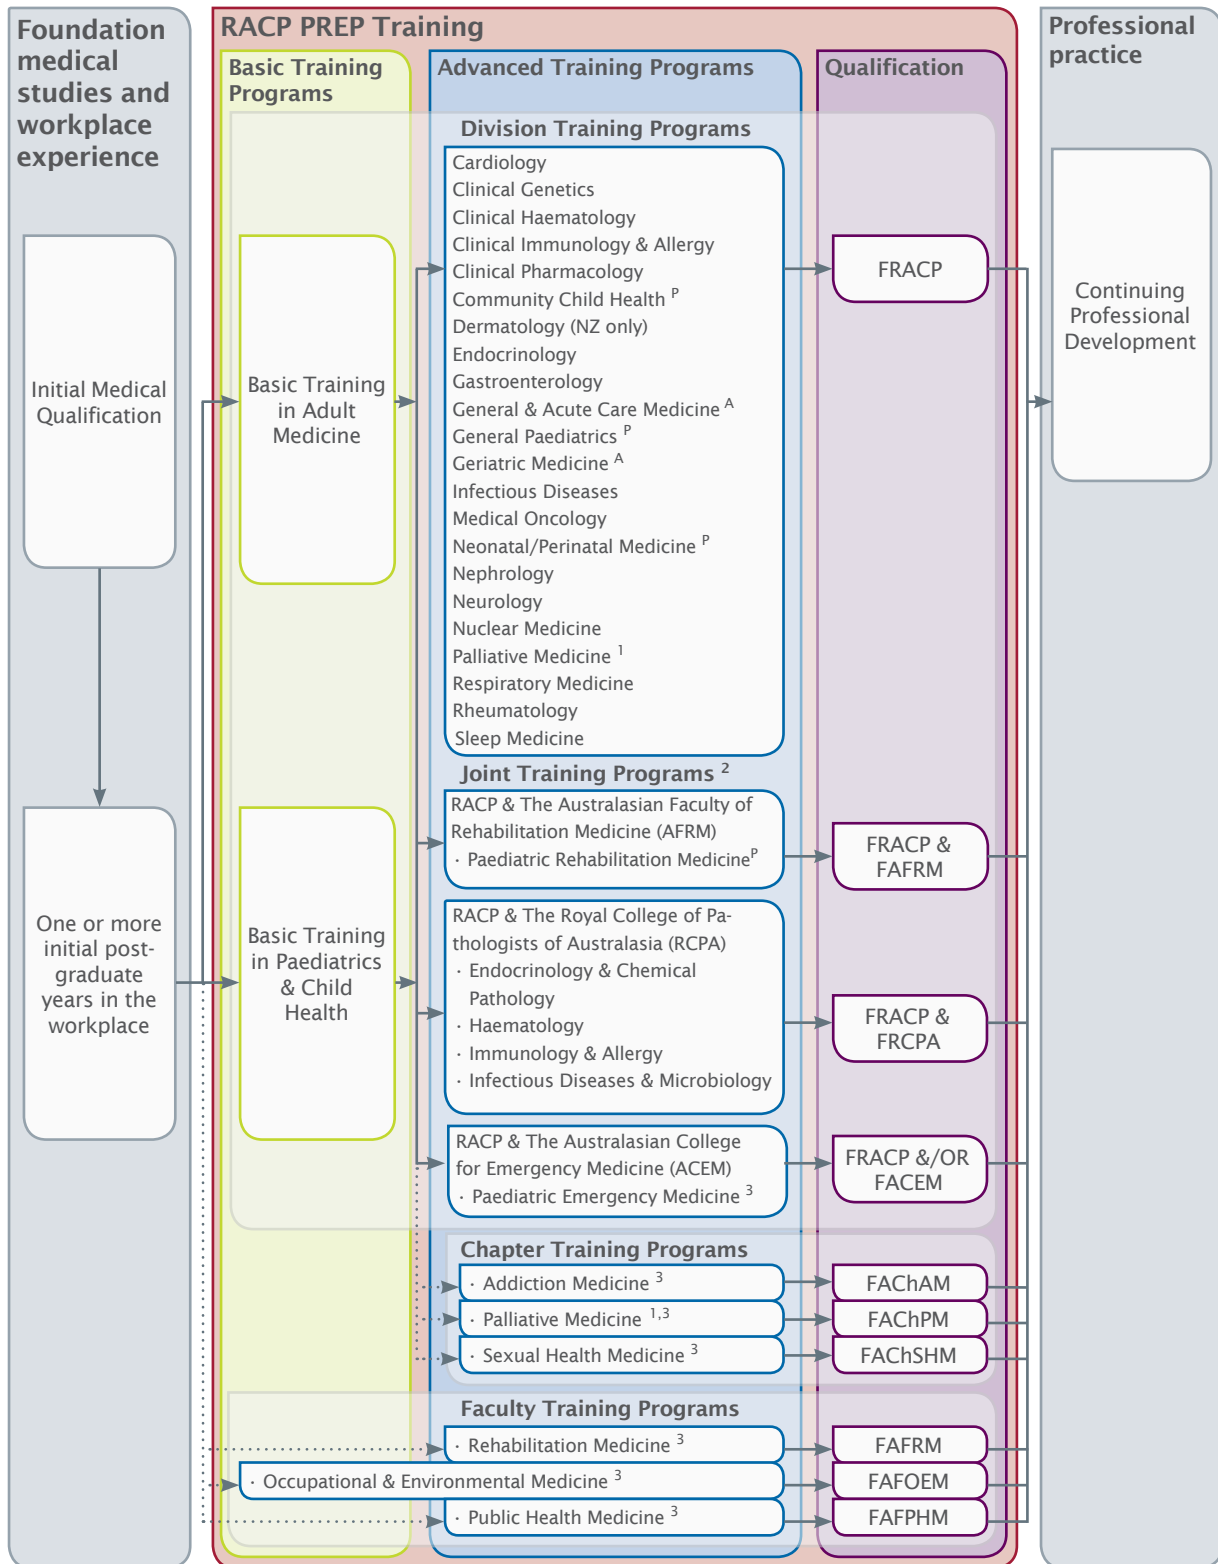 Foundation
medical
studies and
workplace
experience
Initial Medical
Qualification
One or more
initial post-
graduate
years in the
workplace
RACP PREP Training
Basic Training
Programs
Basic Training
in Adult
Medicine
Basic Training
in Paediatrics
& Child
Health
Advanced Training Programs
Division Training Programs
Cardiology
Clinical Genetics
Clinical Haematology
Clinical Immunology & Allergy
Clinical Pharmacology
Community Child Health P
Dermatology (NZ only)
Endocrinology
Gastroenterology
General & Acute Care Medicine A
General Paediatrics P
Geriatric Medicine A
Infectious Diseases
Medical Oncology
Neonatal/Perinatal Medicine P
Nephrology
Neurology
Nuclear Medicine
Palliative Medicine 1
Respiratory Medicine
Rheumatology
Sleep Medicine
Joint Training Programs 2
RACP & The Australasian Faculty of
Rehabilitation Medicine (AFRM)
· Paediatric Rehabilitation MedicineP
RACP & The Royal College of Pa-
thologists of Australasia (RCPA)
· Endocrinology & Chemical
Pathology
· Haematology
· Immunology & Allergy
· Infectious Diseases & Microbiology
RACP & The Australasian College
for Emergency Medicine (ACEM)
· Paediatric Emergency Medicine 3
Chapter Training Programs
· Addiction Medicine 3
· Palliative Medicine 1,3
· Sexual Health Medicine 3
Faculty Training Programs
· Rehabilitation Medicine 3
· Occupational & Environmental Medicine 3
· Public Health Medicine 3
Qualification
FRACP
FRACP &
FAFRM
FRACP &
FRCPA
FRACP &/OR
FACEM
FAChAM
FAChPM
FAChSHM
FAFRM
FAFOEM
FAFPHM
Professional
practice
Continuing
Professional
Development